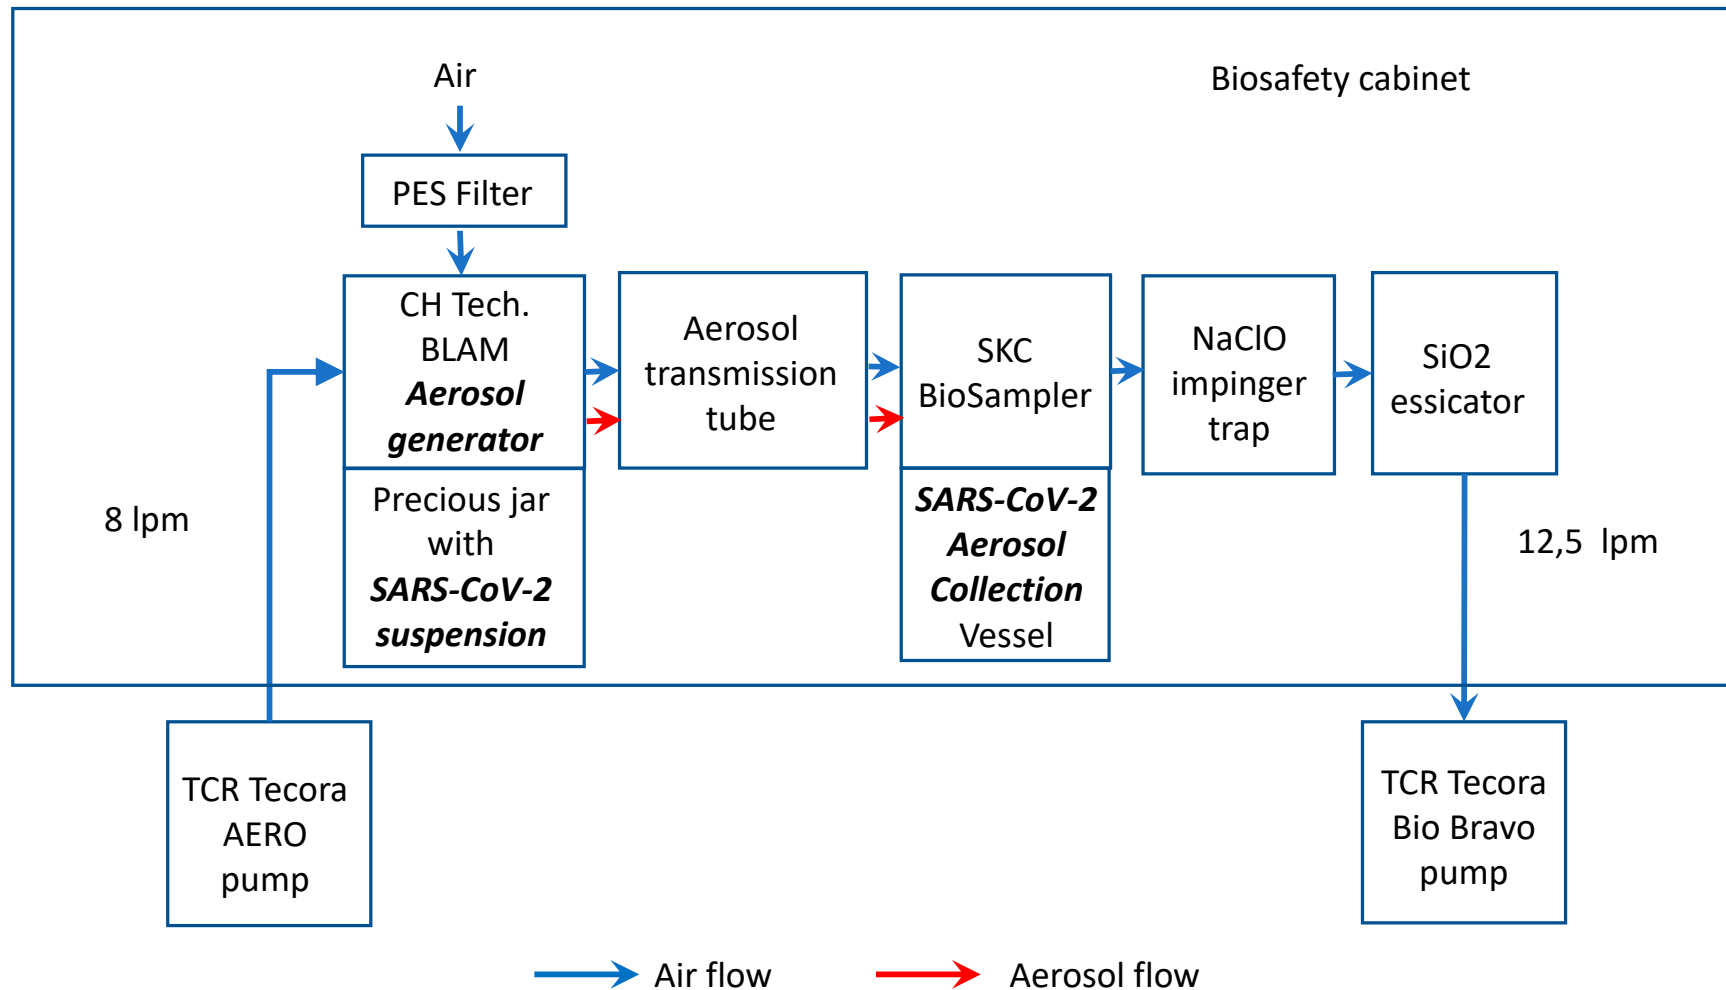 Air
Biosafety cabinet
PES Filter
CH Tech.
BLAM
Aerosol
generator
Precious jar
with
SARS-CoV-2
suspension
Aerosol
transmission
tube
SKC
BioSampler
SARS-CoV-2
Aerosol
Collection
Vessel
NaClO
impinger
trap
SiO2
essicator
8 lpm
12,5  lpm
TCR Tecora
AERO
pump
TCR Tecora
Bio Bravo
pump
Air flow
Aerosol flow